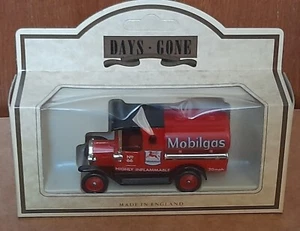 DAYS·GONE
Mobilgas
HIGHLY INFLAMMABLE
MADE IN ENGLAND